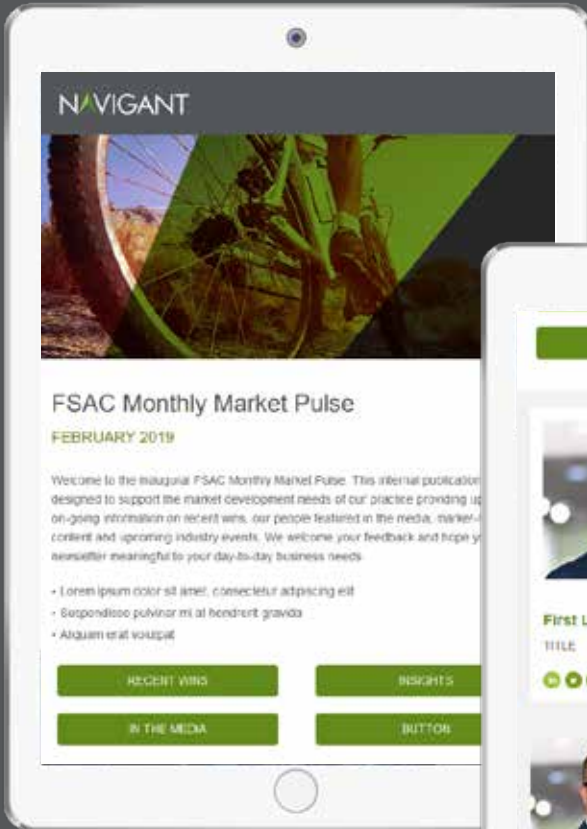 NAVIGANT
FSAC Monthly Market Pulse
FEBRUARY 2019
Welcome to the inaugural FSAC Monthly Market Pulse. This internal publication
designed to support the market development needs of our practice providing
on-going information on recent wins, our people featured in the media, market-
content and upcoming industry events. We welcome your feedback and hope
newsletter meaningful to your day-to-day business needs.
• Lorem ipsum dolor sit amet, consectetur adipiscing elit
• Suspendisse pulvinar mi at hendrerit gravida
• Aliquam erat volutpat
RECENT WINS
INSIGHTS
IN THE MEDIA
BUTTON
First L
TITLE
in